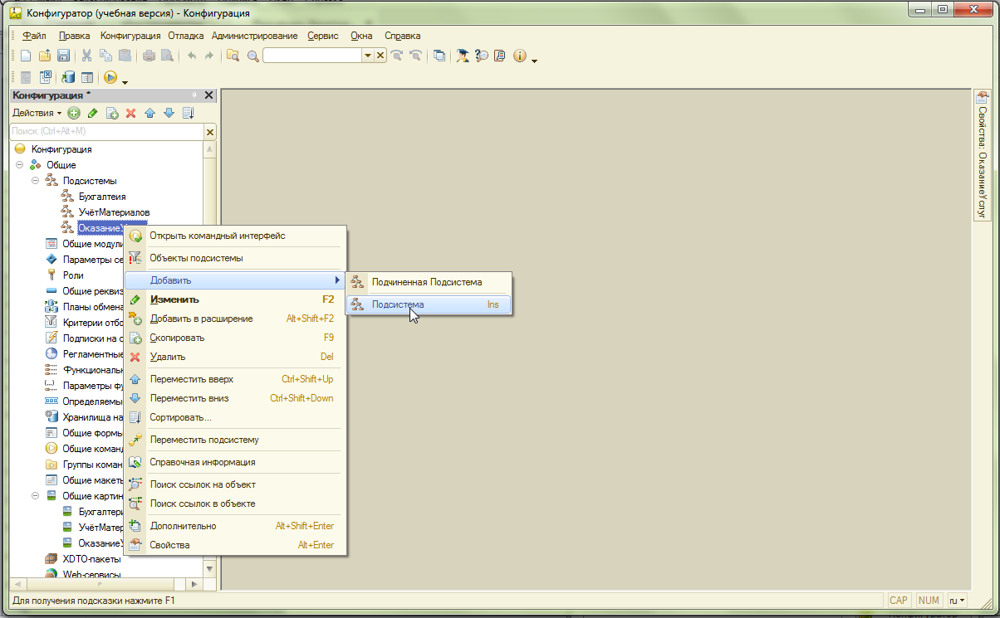 Конфигуратор (учебная версия) - Конфигурация
Файл Правка Конфигурация Отладка Администрирование Сервис Окна Справка
Конфигурация *
Действия
Поиск (Ctrl+Alt+M)
Конфигурация
Общие
Подсистемы
Бухгалтеия
УчётМатериалов
Оказание
Общие модули
Параметры се
Роли
Общие реквиз
Планы обмена
Критерии отбо
Подписки на с
Регламентные
Функциональн
Параметры фу
Определяемы
Хранилища на
Общие формы
Общие команд
Группы коман
Общие макеты
Общие картин
Бухгалтери
УчётМатер
ОказаниеУ
XDTO-пакеты
Web-сервисы
Открыть командный интерфейс
Объекты подсистемы
Добавить
Изменить F2
Добавить в расширение Alt+Shift+F2
Скопировать F9
Удалить Del
Переместить вверх Ctrl+Shift+Up
Переместить вниз Ctrl+Shift+Down
Сортировать...
Переместить подсистему
Справочная информация
Поиск ссылок на объект
Поиск ссылок в объекте
Дополнительно Alt+Shift+Enter
Свойства Alt+Enter
Подчиненная Подсистема
Подсистема Ins
Свойства: ОказаниеУслуг
Для получения подсказки нажмите F1
CAP NUM ru